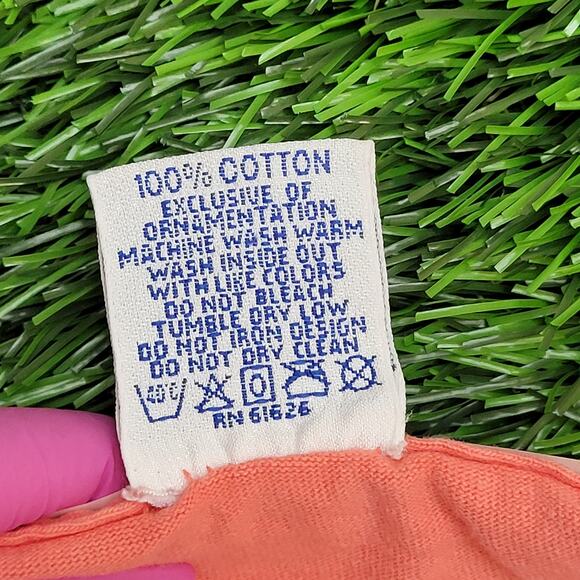 100% COTTON
EXCLUSIVE OF
ORNAMENTATION
MACHINE WASH WARM
WASH INSIDE OUT
WITH LIKE COLORS
DO NOT BLEACH
TUMBLE DRY LOW
DO NOT IRON DESIGN
DO NOT DRY CLEAN
40C
RN 61626